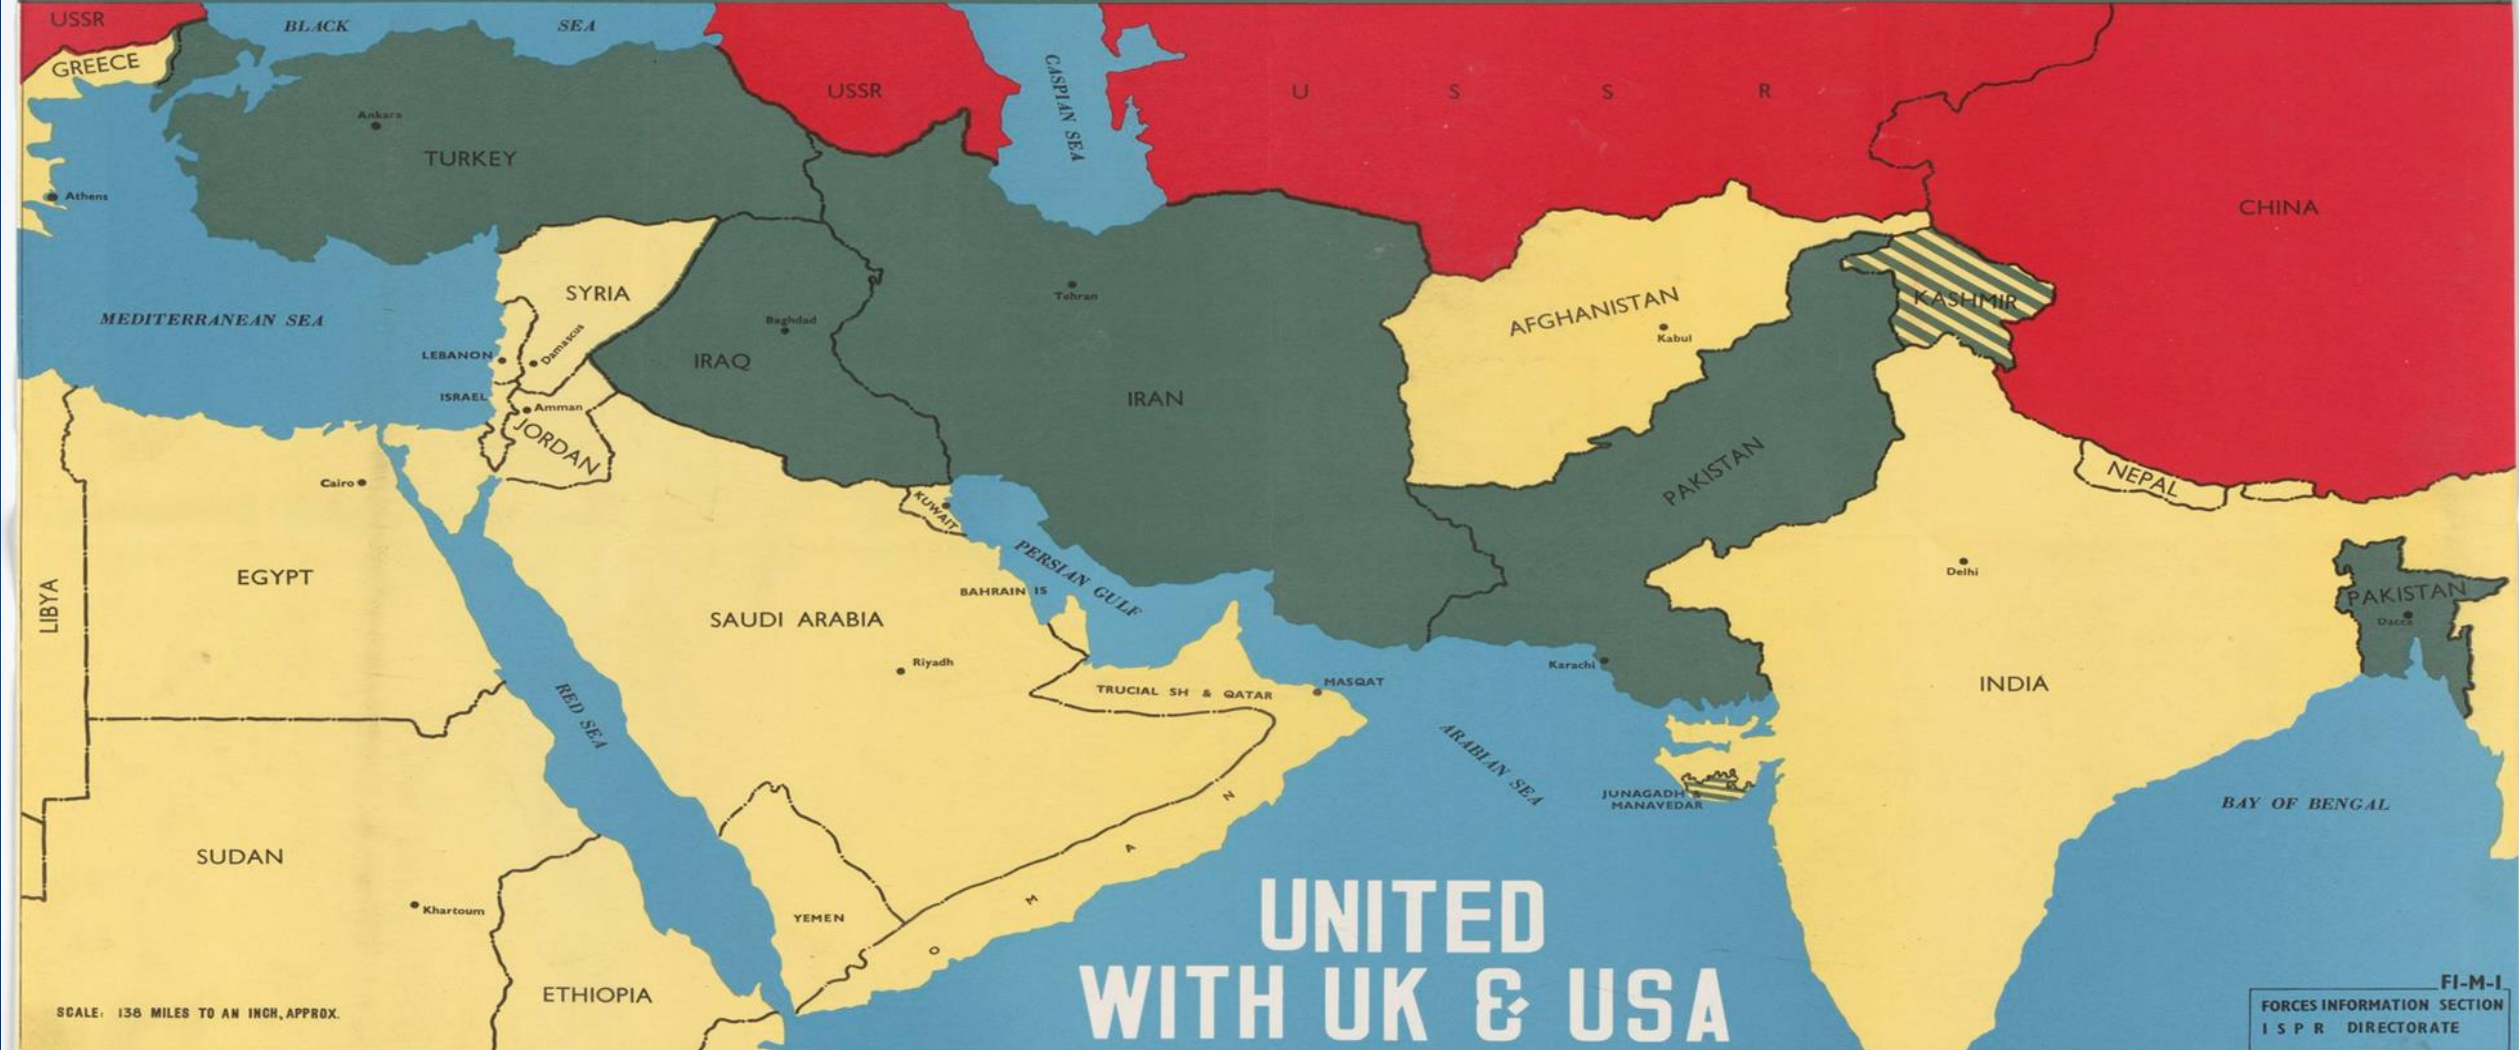 USSR
BLACK SEA
GREECE
CASPIAN SEA
USSR
U S S R
Ankara
TURKEY
Athens
CHINA
MEDITERRANEAN SEA
SYRIA
Tehran
AFGHANISTAN
KASHMIR
Baghdad
Kabul
LEBANON
Damascus
IRAQ
IRAN
ISRAEL
Amman
JORDAN
PAKISTAN
NEPAL
Cairo
KUWAIT
EGYPT
PERSIAN GULF
BAHRAIN IS
Delhi
LIBYA
SAUDI ARABIA
PAKISTAN
Dacca
Riyadh
Karachi
TRUCIAL SH & QATAR
MASQAT
INDIA
RED SEA
ARABIAN SEA
JUNAGADH &
MANAVEDAR
BAY OF BENGAL
SUDAN
OMAN
Khartoum
YEMEN
ETHIOPIA
UNITED
WITH UK & USA
SCALE: 138 MILES TO AN INCH, APPROX.
FI-M-I
FORCES INFORMATION SECTION
I S P R DIRECTORATE